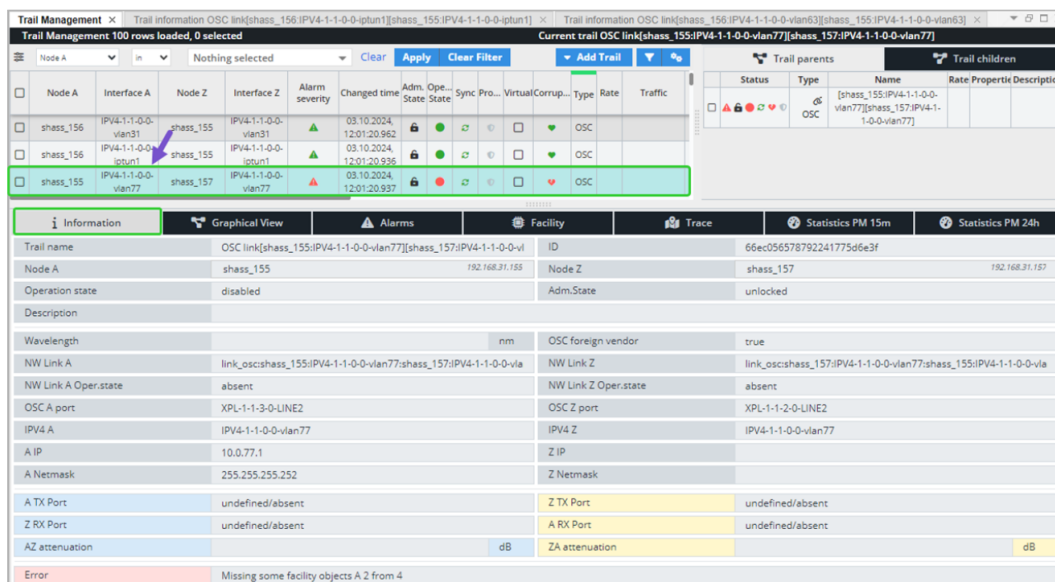 Trail Management × Trail information OSC link[shass_156:IPV4-1-1-0-0-iptun1][shass_155:IPV4-1-1-0-0-iptun1] × Trail information OSC link[shass_156:IPV4-1-1-0-0-vlan63][shass_155:IPV4-1-1-0-0-vlan63] ×
Trail Management 100 rows loaded, 0 selected
Current trail OSC link[shass_155:IPV4-1-1-0-0-vlan77][shass_157:IPV4-1-1-0-0-vlan77]
Node A in Nothing selected Clear Apply Clear Filter Add Trail
Trail parents Trail children
Node A Interface A Node Z Interface Z Alarm severity Changed time Adm. State Ope... State Sync Pro... Virtual Corrup... Type Rate Traffic
Status Type Name Rate Propertie Descriptio
OSC [shass_155:IPV4-1-1-0-0-
vlan77][shass_157:IPV4-1-
1-0-0-vlan77]
shass_156 IPV4-1-1-0-0-vlan31 shass_155 IPV4-1-1-0-0-vlan31 03.10.2024, 12:01:20.962 OSC
shass_156 IPV4-1-1-0-0-iptun1 shass_155 IPV4-1-1-0-0-iptun1 03.10.2024, 12:01:20.936 OSC
shass_155 IPV4-1-1-0-0-vlan77 shass_157 IPV4-1-1-0-0-vlan77 03.10.2024, 12:01:20.937 OSC
Information Graphical View Alarms Facility Trace Statistics PM 15m Statistics PM 24h
Trail name OSC link[shass_155:IPV4-1-1-0-0-vlan77][shass_157:IPV4-1-1-0-0-vl ID 66ec056578792241775d6e3f
Node A shass_155 192.168.31.155 Node Z shass_157 192.168.31.157
Operation state disabled Adm.State unlocked
Description
Wavelength nm OSC foreign vendor true
NW Link A link_osc:shass_155:IPV4-1-1-0-0-vlan77:shass_157:IPV4-1-1-0-0-vla NW Link Z link_osc:shass_157:IPV4-1-1-0-0-vlan77:shass_155:IPV4-1-1-0-0-vla
NW Link A Oper.state absent NW Link Z Oper.state absent
OSC A port XPL-1-1-3-0-LINE2 OSC Z port XPL-1-1-2-0-LINE2
IPV4 A IPV4-1-1-0-0-vlan77 IPV4 Z IPV4-1-1-0-0-vlan77
A IP 10.0.77.1 Z IP
A Netmask 255.255.255.252 Z Netmask
A TX Port undefined/absent Z TX Port undefined/absent
Z RX Port undefined/absent A RX Port undefined/absent
AZ attenuation dB ZA attenuation dB
Error Missing some facility objects A 2 from 4